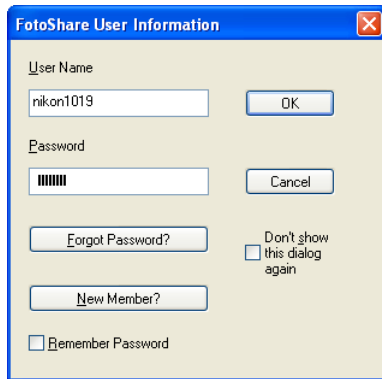 FotoShare User Information
User Name
nikon1019
OK
Password
Cancel
Forgot Password?
Don't show
this dialog
again
New Member?
Remember Password